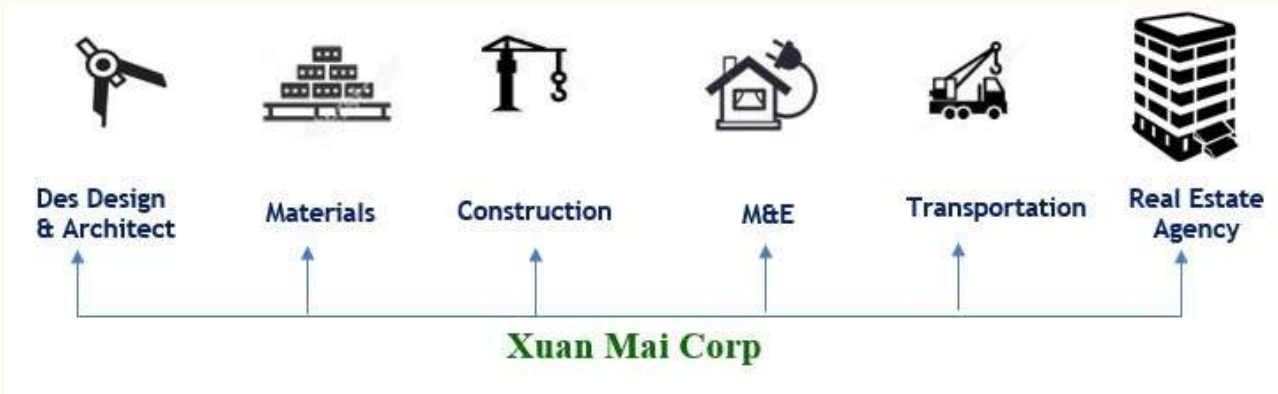 Des Design
& Architect
Materials
Construction
M&E
Transportation
Real Estate
Agency
Xuan Mai Corp